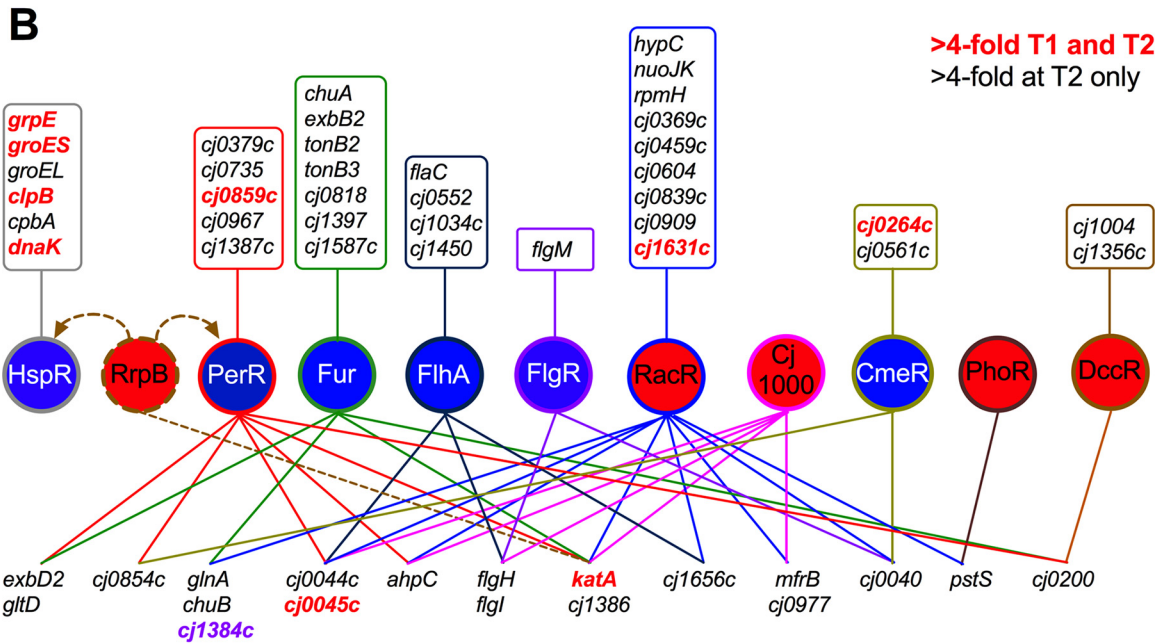 B
>4-fold T1 and T2
>4-fold at T2 only
grpE
groES
groEL
clpB
cpbA
dnaK
cj0379c
cj0735
cj0859c
cj0967
cj1387c
chuA
exbB2
tonB2
tonB3
cj0818
cj1397
cj1587c
flaC
cj0552
cj1034c
cj1450
flgM
hypC
nuoJK
rpmH
cj0369c
cj0459c
cj0604
cj0839c
cj0909
cj1631c
cj0264c
cj0561c
cj1004
cj1356c
HspR
RrpB
PerR
Fur
FlhA
FlgR
RacR
Cj
1000
CmeR
PhoR
DccR
exbD2
gltD
cj0854c
glnA
chuB
cj1384c
cj0044c
cj0045c
ahpC
flgH
flgI
katA
cj1386
cj1656c
mfrB
cj0977
cj0040
pstS
cj0200